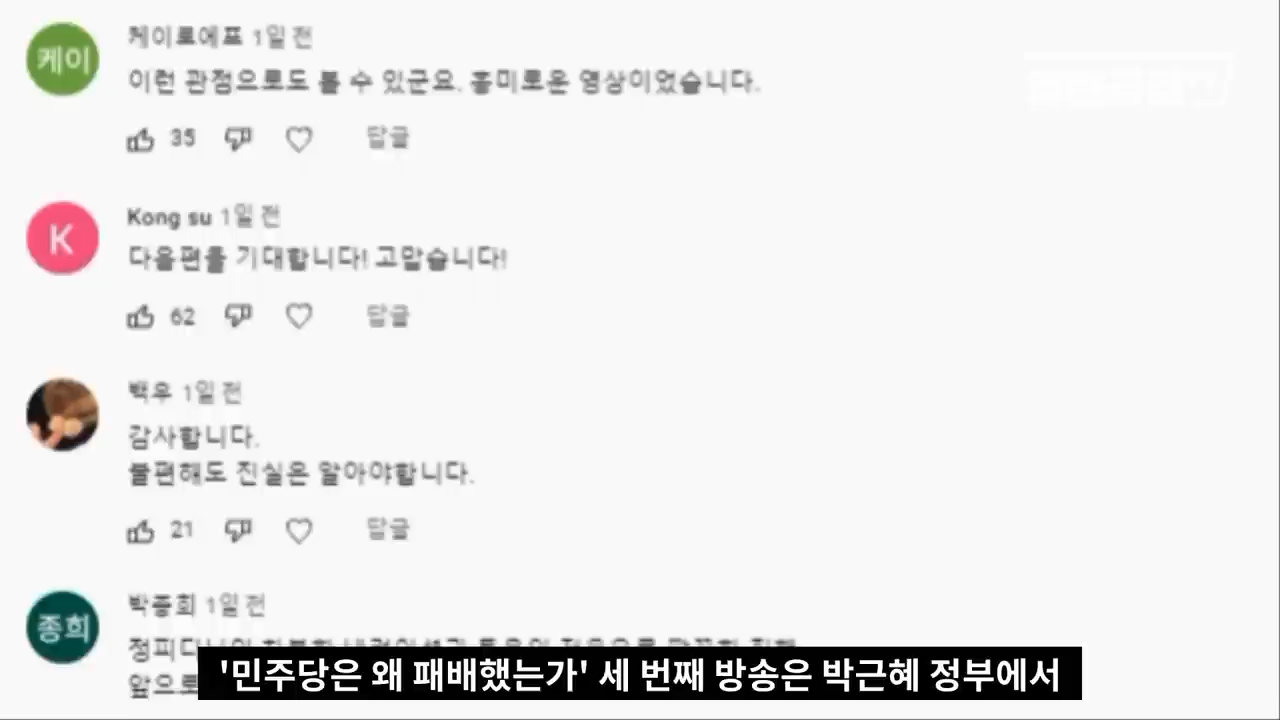 케이
케이로에프 1일 전
이런 관점으로도 볼 수 있군요. 흥미로운 영상이었습니다.
35 답글
K
Kong su 1일 전
다음편을 기대합니다! 고맙습니다!
62 답글
백우 1일 전
감사합니다.
불편해도 진실은 알아야합니다.
21 답글
종희
박종희 1일 전
'민주당은 왜 패배했는가' 세 번째 방송은 박근혜 정부에서